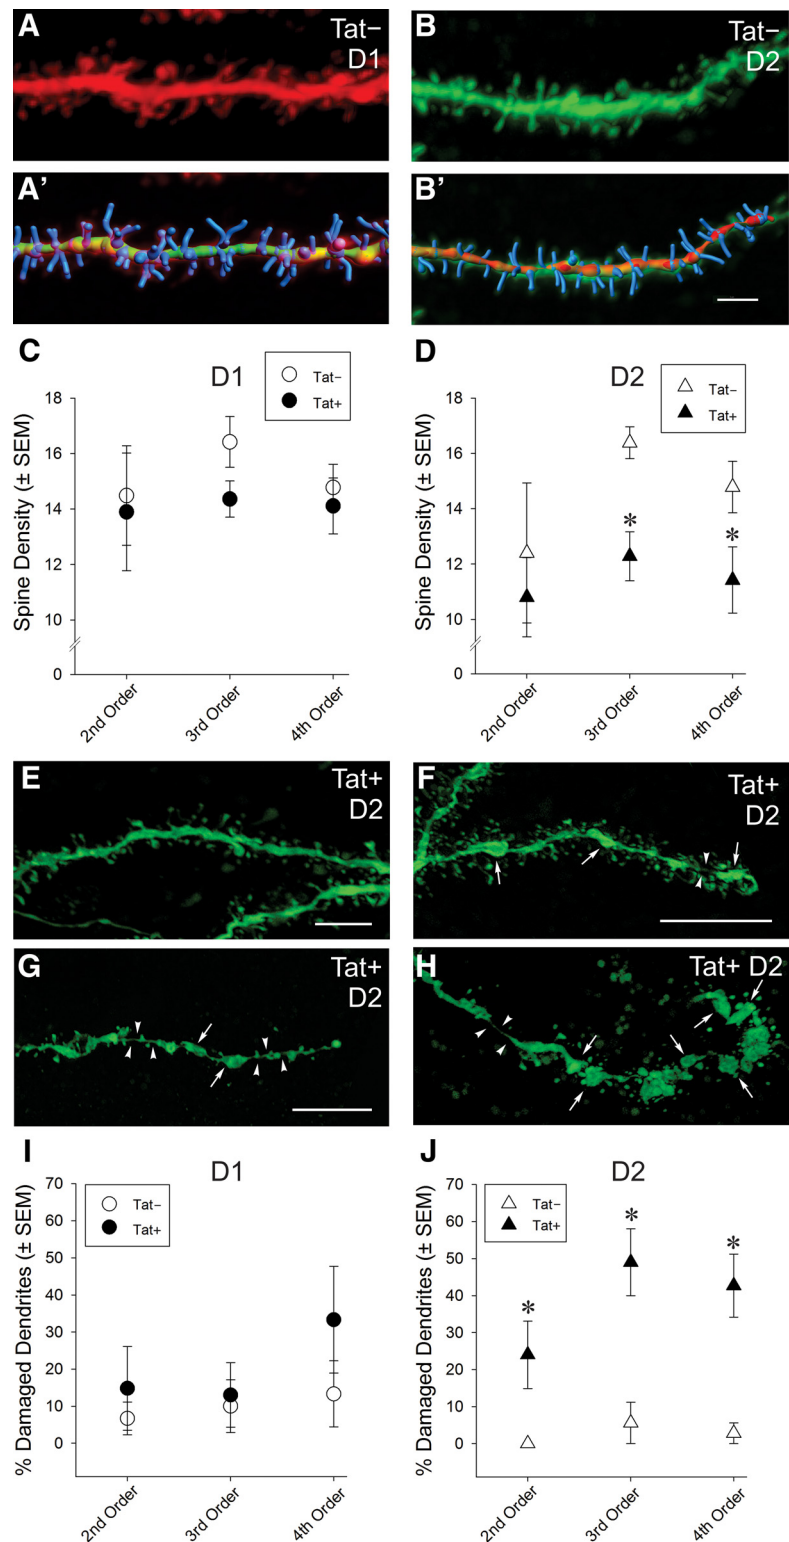 A
Tat−
D1
B
Tat−
D2
A’
B’
C
D1
Tat−
Tat+
Spine Density (± SEM)
18
16
14
12
10
0
2nd Order
3rd Order
4th Order
D
D2
Tat−
Tat+
Spine Density (± SEM)
18
16
14
12
10
0
*
*
2nd Order
3rd Order
4th Order
E
Tat+
D2
F
Tat+
D2
G
Tat+
D2
H
Tat+ D2
I
D1
Tat−
Tat+
% Damaged Dendrites (± SEM)
70
60
50
40
30
20
10
0
2nd Order
3rd Order
4th Order
J
D2
Tat−
Tat+
% Damaged Dendrites (± SEM)
70
60
50
40
30
20
10
0
*
*
*
2nd Order
3rd Order
4th Order